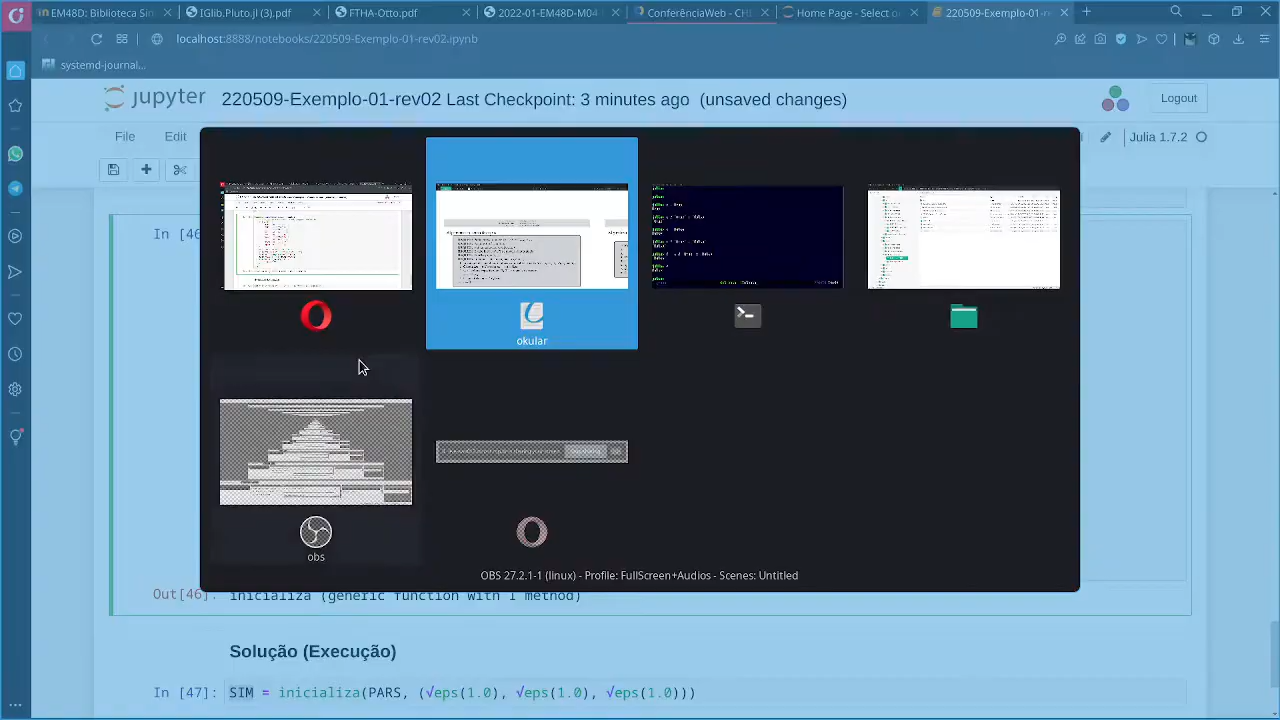 EM48D: Biblioteca Sim
IGlib.Pluto.jl (3).pdf
FTHA-Otto.pdf
2022-01-EM48D-M04
ConferênciaWeb - CH
Home Page - Select o
220509-Exemplo-01-r
localhost:8888/notebooks/220509-Exemplo-01-rev02.ipynb
systemd-journal...
jupyter
220509-Exemplo-01-rev02 Last Checkpoint: 3 minutes ago (unsaved changes)
Logout
File
Edit
Julia 1.7.2
In [46
okular
obs
OBS 27.2.1-1 (linux) - Profile: FullScreen+Audios - Scenes: Untitled
Out[46]: inicializa (generic function with 1 method)
Solução (Execução)
In [47]: SIM = inicializa(PARS, (√eps(1.0), √eps(1.0), √eps(1.0)))